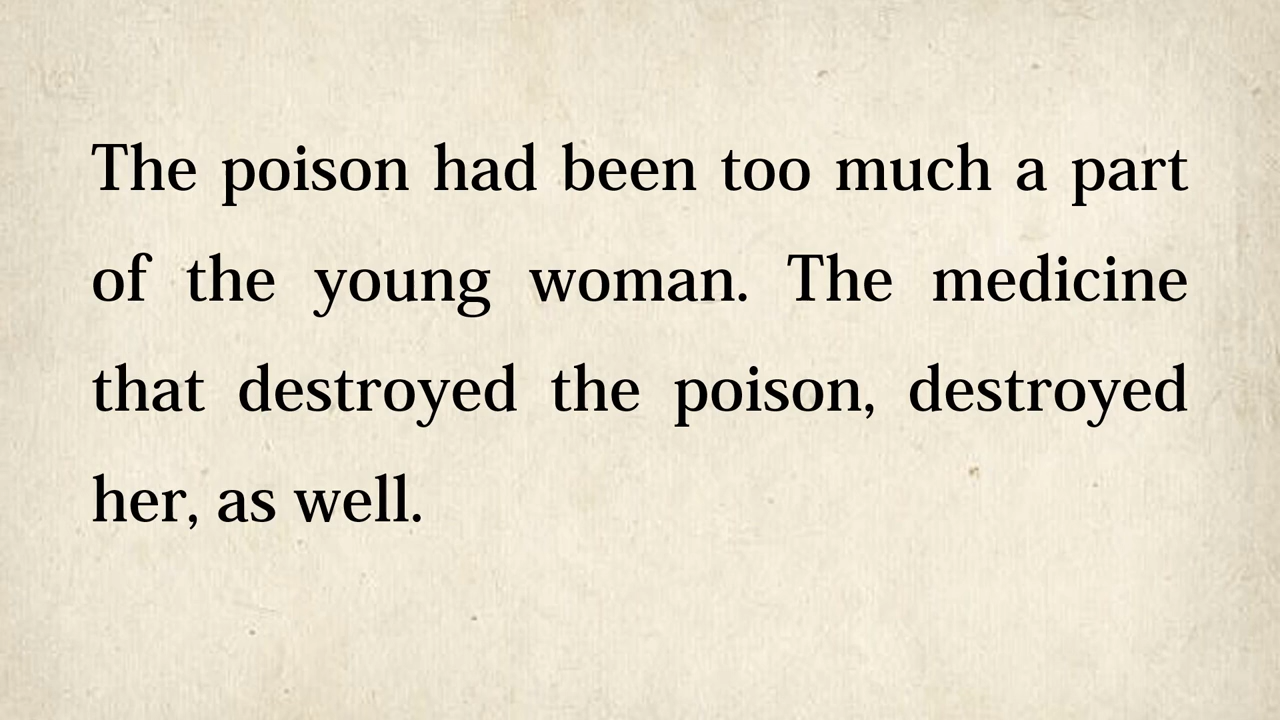 The poison had been too much a part
of the young woman. The medicine
that destroyed the poison, destroyed
her, as well.